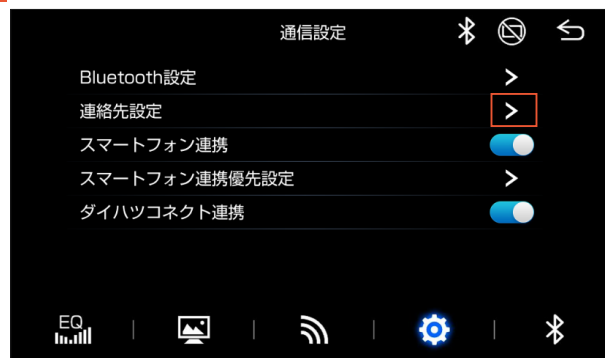 通信設定
Bluetooth設定
連絡先設定
スマートフォン連携
スマートフォン連携優先設定
ダイハツコネクト連携
EQ